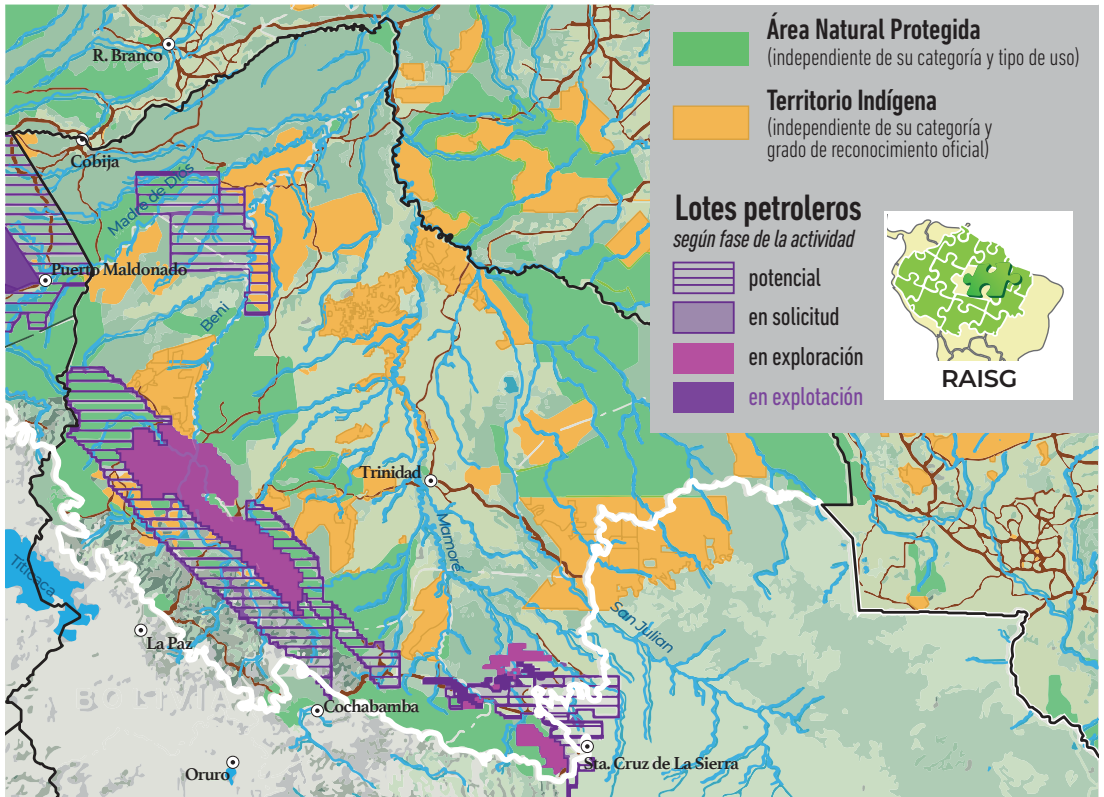 Área Natural Protegida
(independiente de su categoría y tipo de uso)
Territorio Indígena
(independiente de su categoría y
grado de reconocimiento oficial)
Lotes petroleros
según fase de la actividad
potencial
en solicitud
en exploración
en explotación
RAISG
R. Branco
Cobija
Madre de Diós
Puerto Maldonado
Beni
Trinidad
Mamoré
Titicaca
San Julian
La Paz
Cochabamba
Sta. Cruz de La Sierra
Oruro